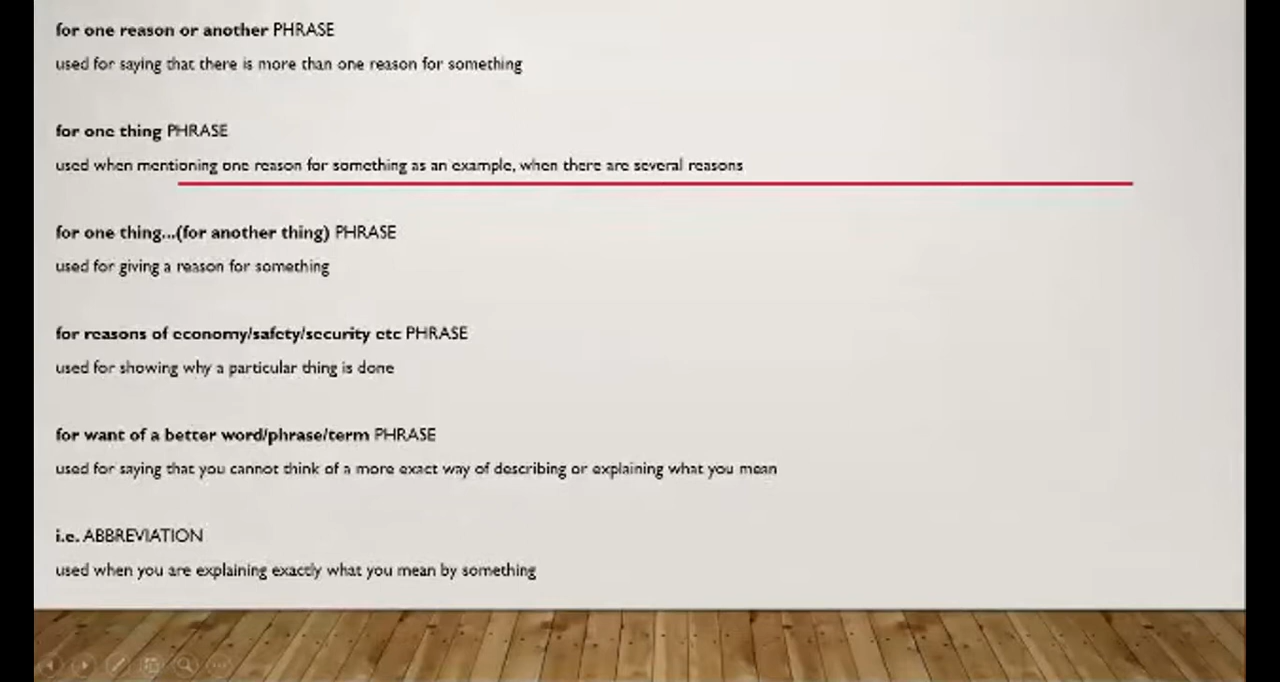 for one reason or another PHRASE
used for saying that there is more than one reason for something
for one thing PHRASE
used when mentioning one reason for something as an example, when there are several reasons
for one thing...(for another thing) PHRASE
used for giving a reason for something
for reasons of economy/safety/security etc PHRASE
used for showing why a particular thing is done
for want of a better word/phrase/term PHRASE
used for saying that you cannot think of a more exact way of describing or explaining what you mean
i.e. ABBREVIATION
used when you are explaining exactly what you mean by something